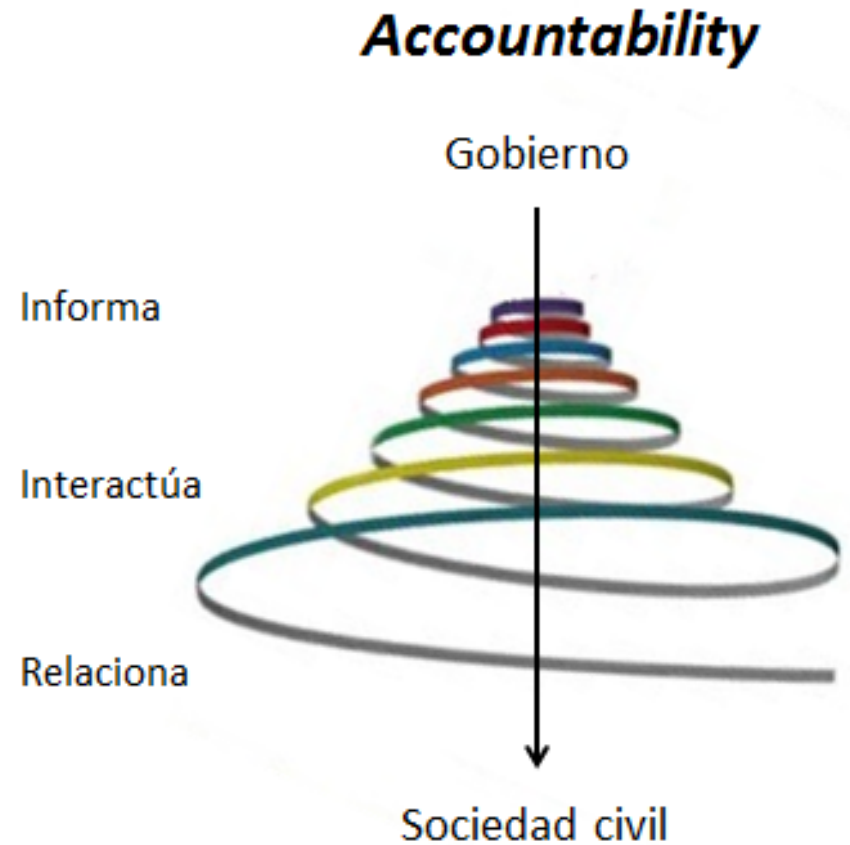 Accountability
Gobierno
Informa
Interactúa
Relaciona
Sociedad civil